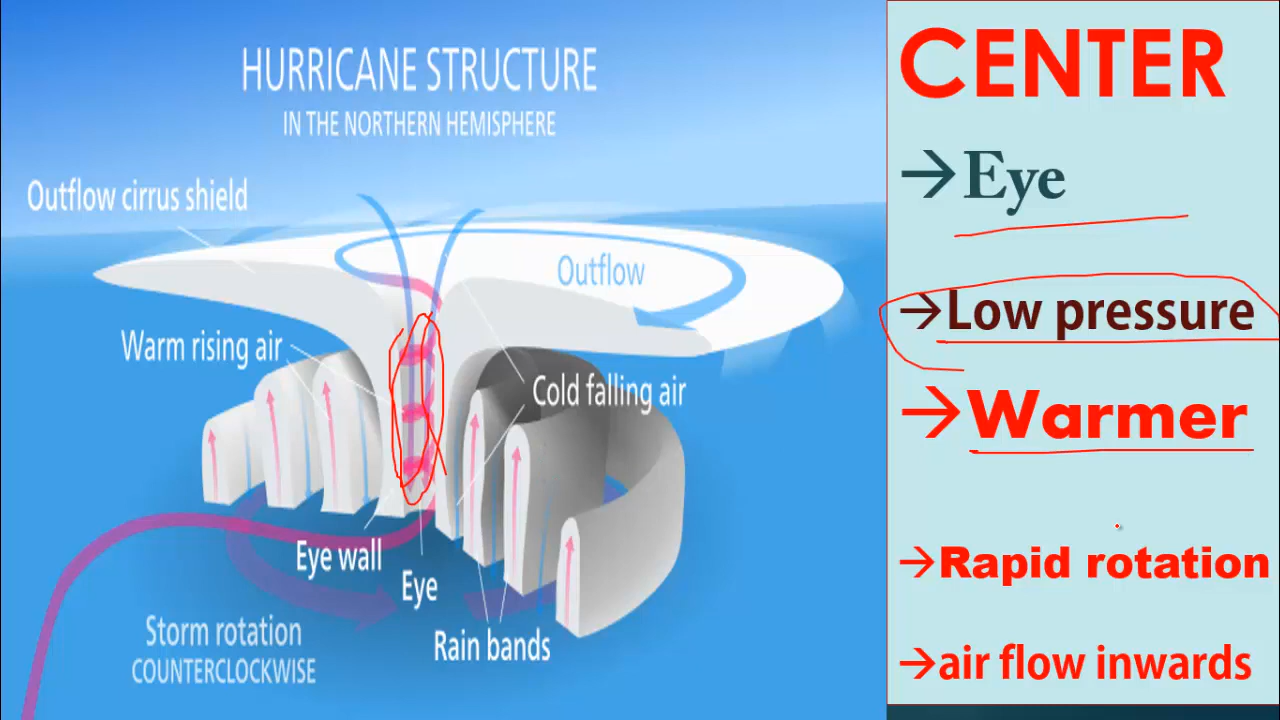 HURRICANE STRUCTURE
IN THE NORTHERN HEMISPHERE
Outflow cirrus shield
Outflow
Warm rising air
Cold falling air
Eye wall
Eye
Rain bands
Storm rotation
COUNTERCLOCKWISE
CENTER
→Eye
→Low pressure
→Warmer
→Rapid rotation
→air flow inwards